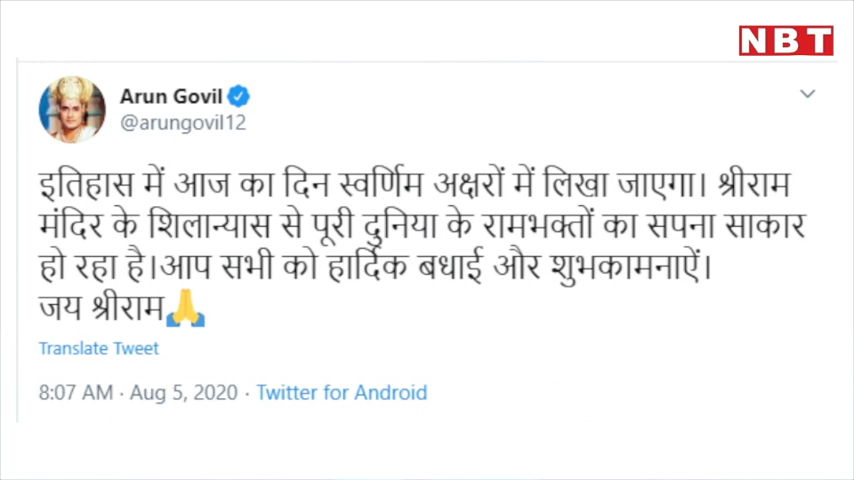 NBT
Arun Govil
@arungovil12
इतिहास में आज का दिन स्वर्णिम अक्षरों में लिखा जाएगा। श्रीराम
मंदिर के शिलान्यास से पूरी दुनिया के रामभक्तों का सपना साकार
हो रहा है।आप सभी को हार्दिक बधाई और शुभकामनाऐं।
जय श्रीराम🙏
Translate Tweet
8:07 AM · Aug 5, 2020 · Twitter for Android